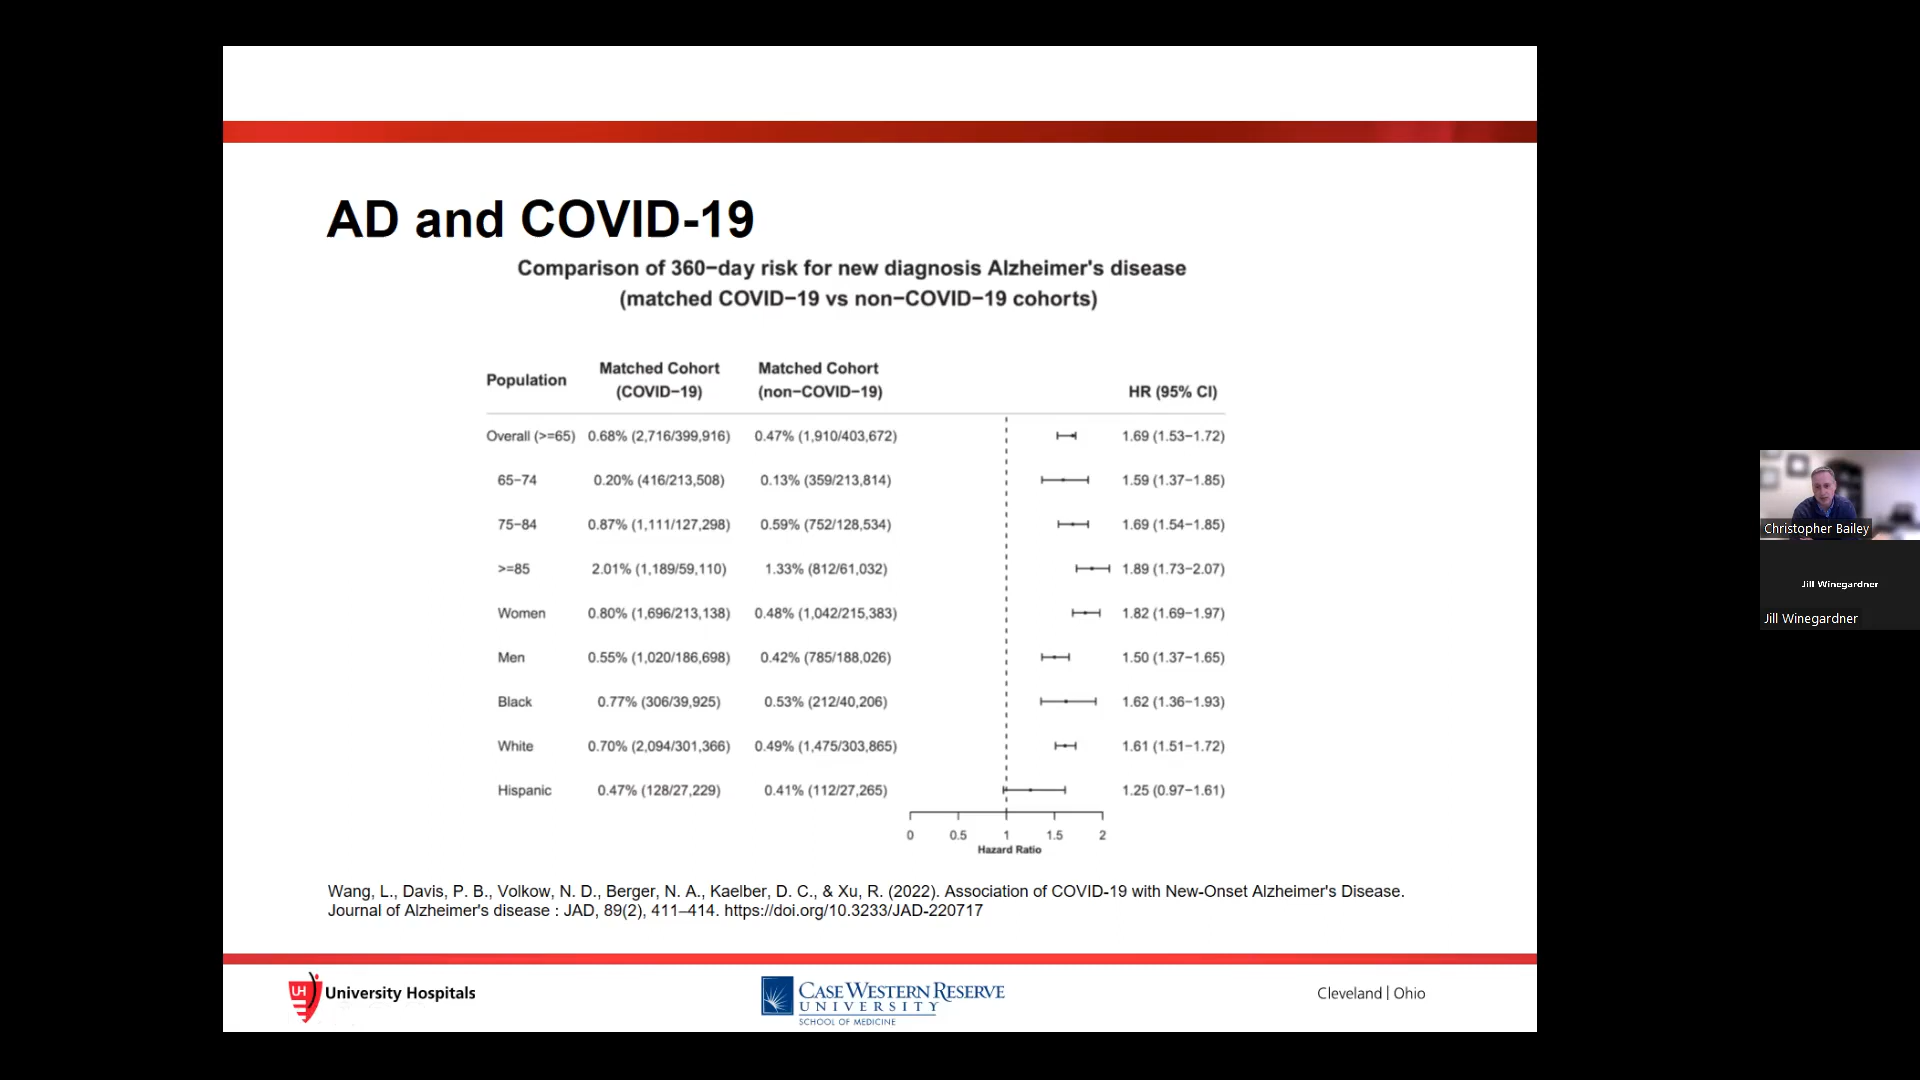 AD and COVID-19
Comparison of 360−day risk for new diagnosis Alzheimer's disease
(matched COVID−19 vs non−COVID−19 cohorts)
Population
Matched Cohort
(COVID−19)
Matched Cohort
(non−COVID−19)
HR (95% CI)
Overall (>=65) 0.68% (2,716/399,916) 0.47% (1,910/403,672) 1.69 (1.53−1.72)
65−74 0.20% (416/213,508) 0.13% (359/213,814) 1.59 (1.37−1.85)
75−84 0.87% (1,111/127,298) 0.59% (752/128,534) 1.69 (1.54−1.85)
>=85 2.01% (1,189/59,110) 1.33% (812/61,032) 1.89 (1.73−2.07)
Women 0.80% (1,696/213,138) 0.48% (1,042/215,383) 1.82 (1.69−1.97)
Men 0.55% (1,020/186,698) 0.42% (785/188,026) 1.50 (1.37−1.65)
Black 0.77% (306/39,925) 0.53% (212/40,206) 1.62 (1.36−1.93)
White 0.70% (2,094/301,366) 0.49% (1,475/303,865) 1.61 (1.51−1.72)
Hispanic 0.47% (128/27,229) 0.41% (112/27,265) 1.25 (0.97−1.61)
0 0.5 1 1.5 2
Hazard Ratio
Wang, L., Davis, P. B., Volkow, N. D., Berger, N. A., Kaelber, D. C., & Xu, R. (2022). Association of COVID-19 with New-Onset Alzheimer's Disease.
Journal of Alzheimer's disease : JAD, 89(2), 411–414. https://doi.org/10.3233/JAD-220717
UH University Hospitals
CASE WESTERN RESERVE
UNIVERSITY
SCHOOL OF MEDICINE
Cleveland | Ohio
Christopher Bailey
Jill Winegardner
Jill Winegardner